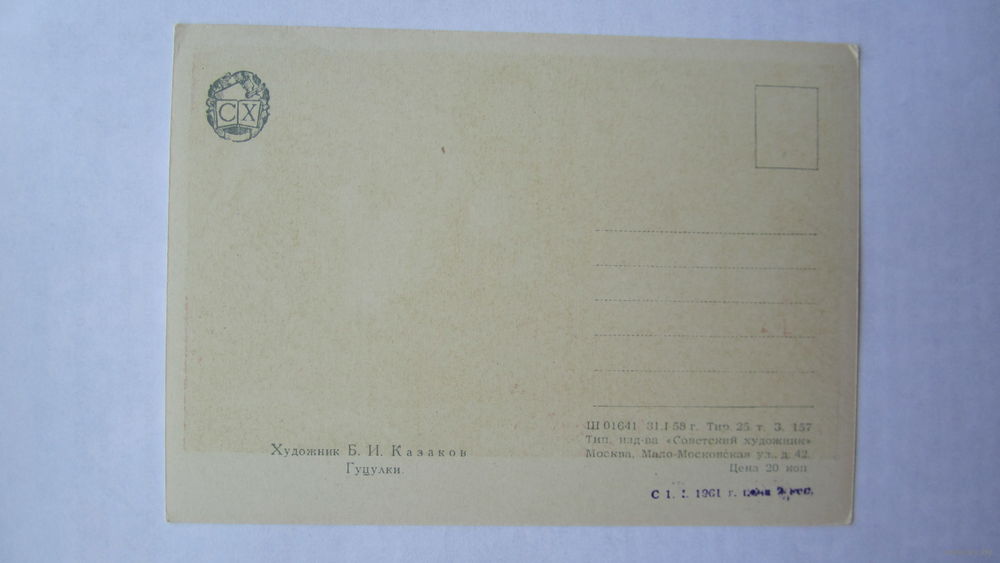 СХ
Художник Б. И. Казаков
Гуцулки.
Ш 01641 31.I 58 г. Тир. 25 т. З. 157
Тип. изд-ва «Советский художник»
Москва, Мало-Московская ул., д. 42.
Цена 20 коп
С 1. 1961 г. цена